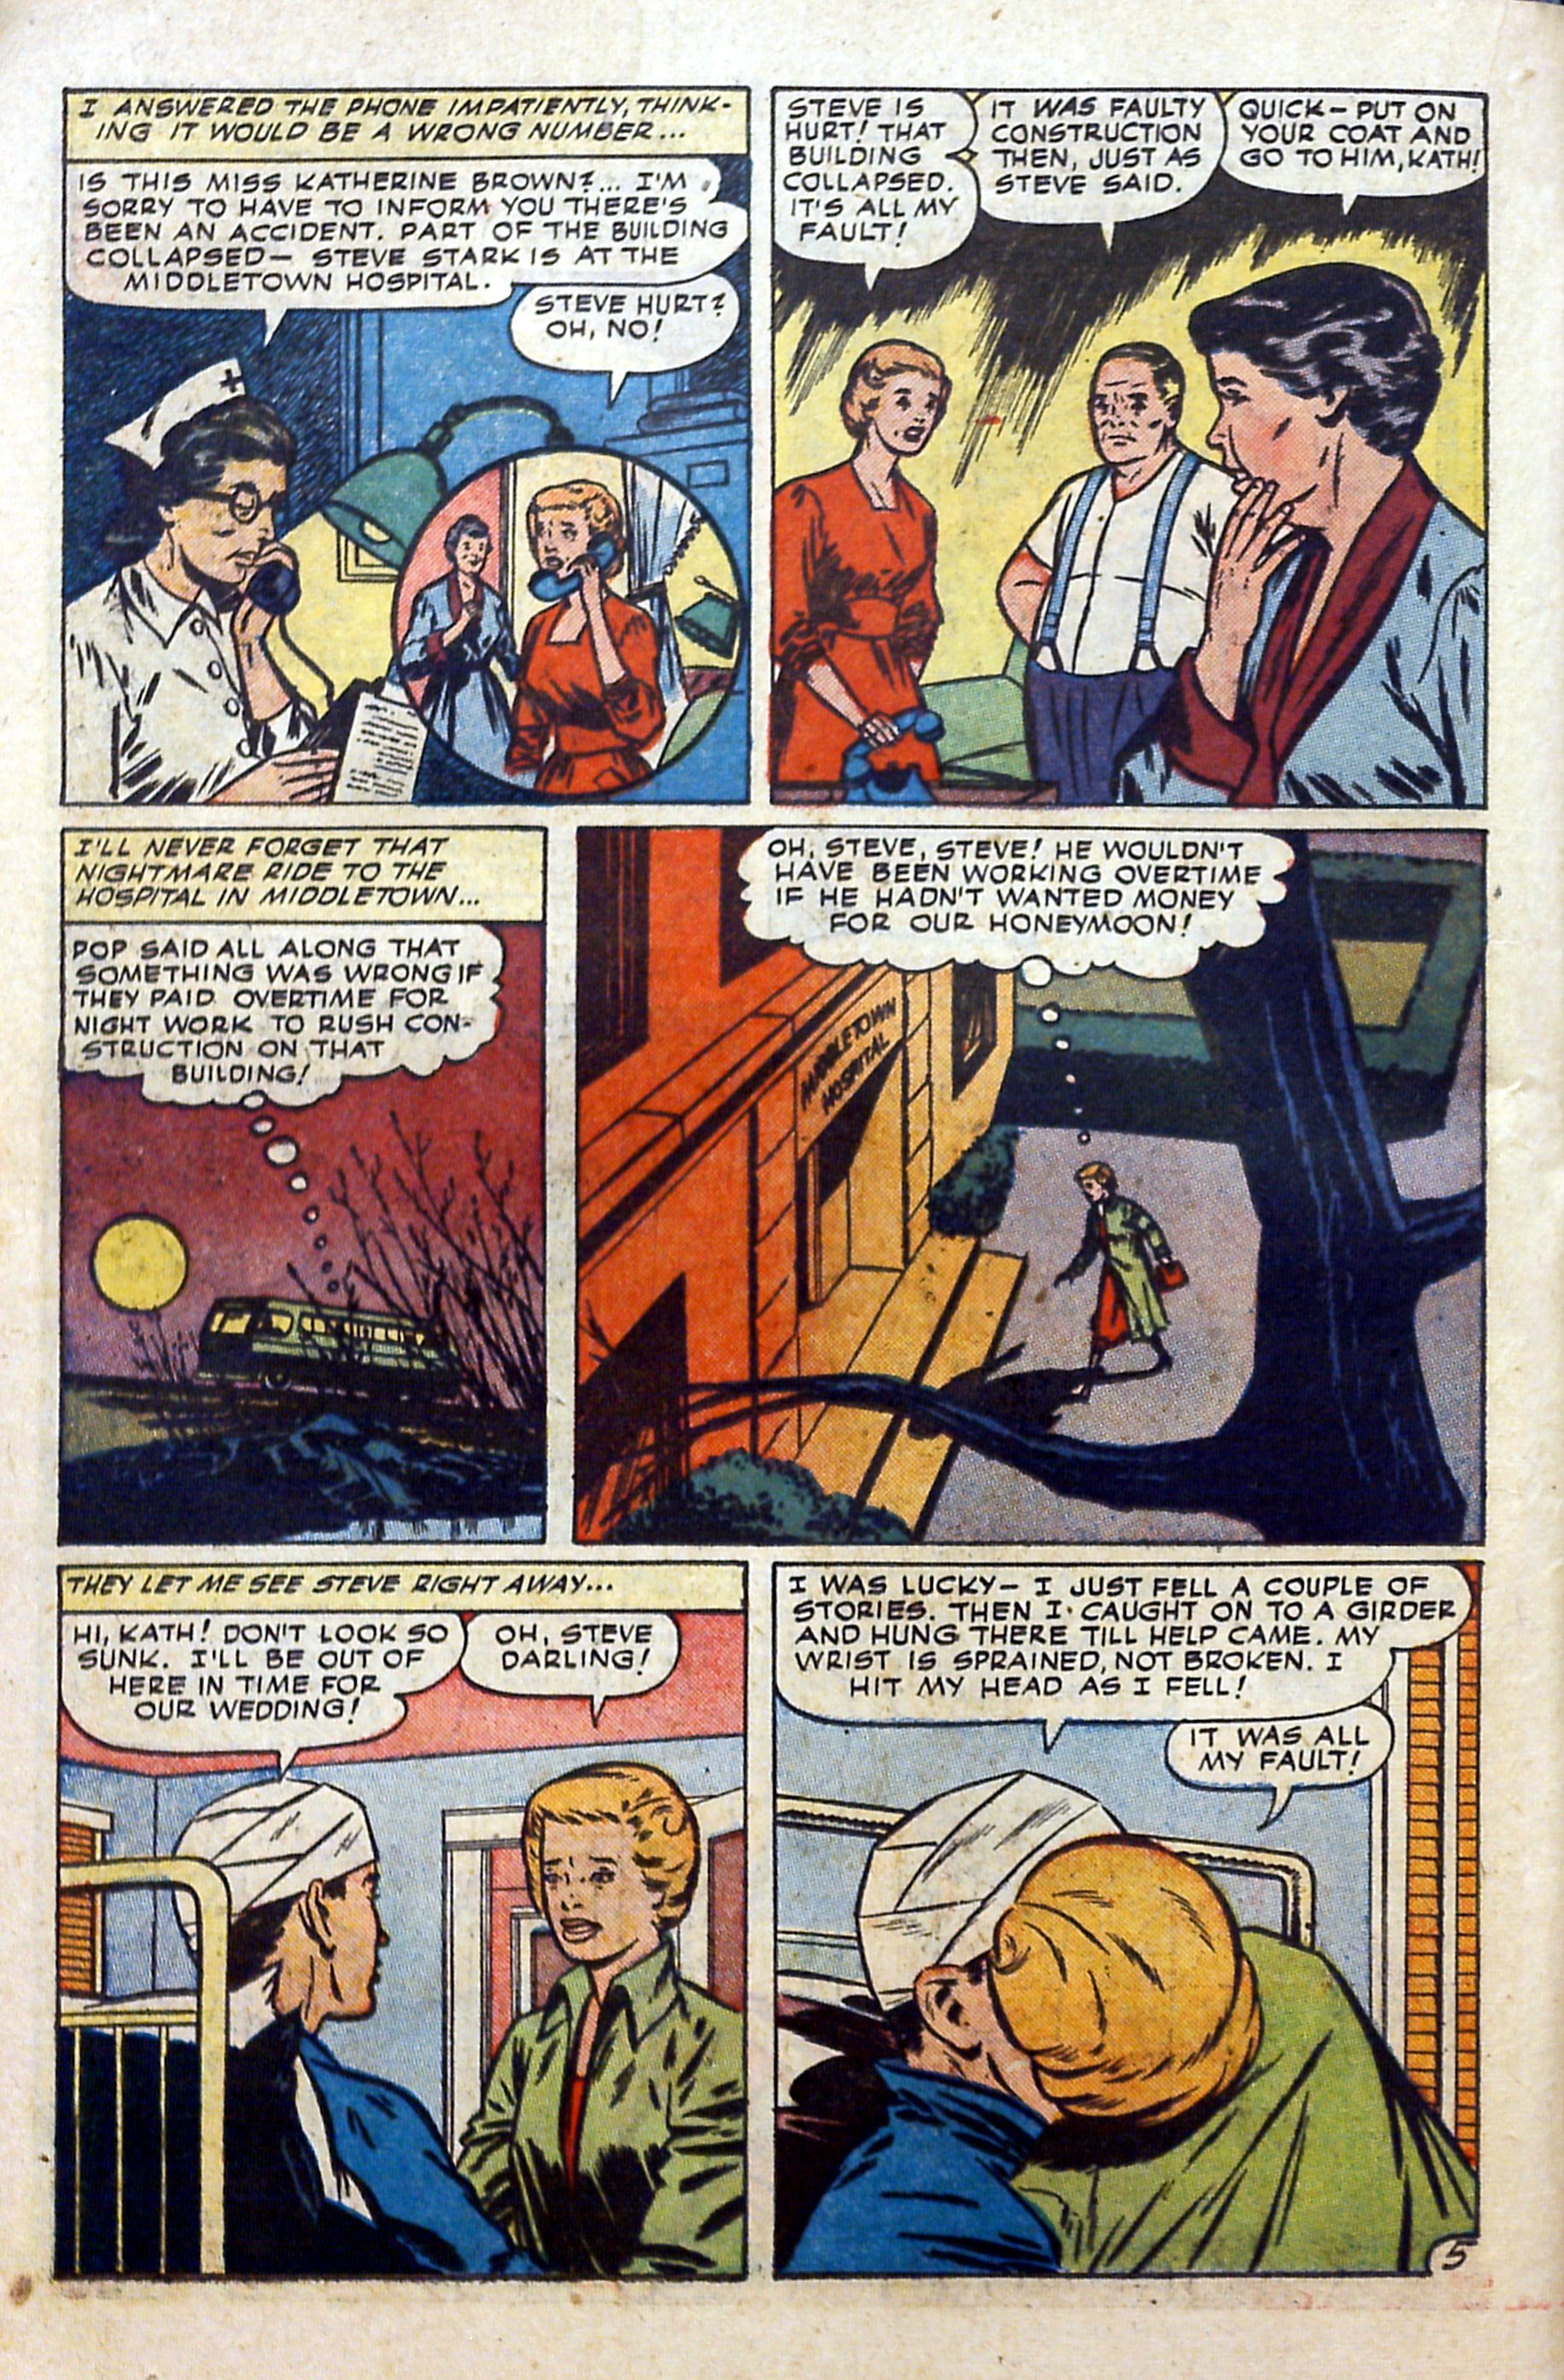 I ANSWERED THE PHONE IMPATIENTLY, THINK-
ING IT WOULD BE A WRONG NUMBER...
IS THIS MISS KATHERINE BROWN?... I'M
SORRY TO HAVE TO INFORM YOU THERE'S
BEEN AN ACCIDENT. PART OF THE BUILDING
COLLAPSED— STEVE STARK IS AT THE
MIDDLETOWN HOSPITAL.
STEVE HURT?
OH, NO!
STEVE IS
HURT! THAT
BUILDING
COLLAPSED.
IT'S ALL MY
FAULT!
IT WAS FAULTY
CONSTRUCTION
THEN, JUST AS
STEVE SAID.
QUICK— PUT ON
YOUR COAT AND
GO TO HIM, KATH!
I'LL NEVER FORGET THAT
NIGHTMARE RIDE TO THE
HOSPITAL IN MIDDLETOWN...
POP SAID ALL ALONG THAT
SOMETHING WAS WRONG IF
THEY PAID OVERTIME FOR
NIGHT WORK TO RUSH CON-
STRUCTION ON THAT
BUILDING!
OH, STEVE, STEVE! HE WOULDN'T
HAVE BEEN WORKING OVERTIME
IF HE HADN'T WANTED MONEY
FOR OUR HONEYMOON!
MIDDLETOWN
HOSPITAL
THEY LET ME SEE STEVE RIGHT AWAY...
HI, KATH! DON'T LOOK SO
SUNK. I'LL BE OUT OF
HERE IN TIME FOR
OUR WEDDING!
OH, STEVE
DARLING!
I WAS LUCKY— I JUST FELL A COUPLE OF
STORIES. THEN I CAUGHT ON TO A GIRDER
AND HUNG THERE TILL HELP CAME. MY
WRIST IS SPRAINED, NOT BROKEN. I
HIT MY HEAD AS I FELL!
IT WAS ALL
MY FAULT!
5